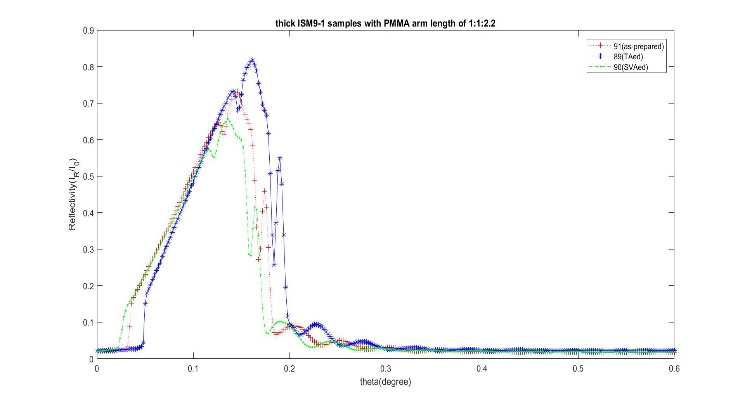 thick ISM9-1 samples with PMMA arm length of 1:1:2.2
0.9
0.8
0.7
0.6
0.5
0.4
0.3
0.2
0.1
0
Reflectivity(I_R/I_0)
91(as-prepared)
89(TAed)
90(SVAed)
0 0.1 0.2 0.3 0.4 0.5 0.6
theta(degree)